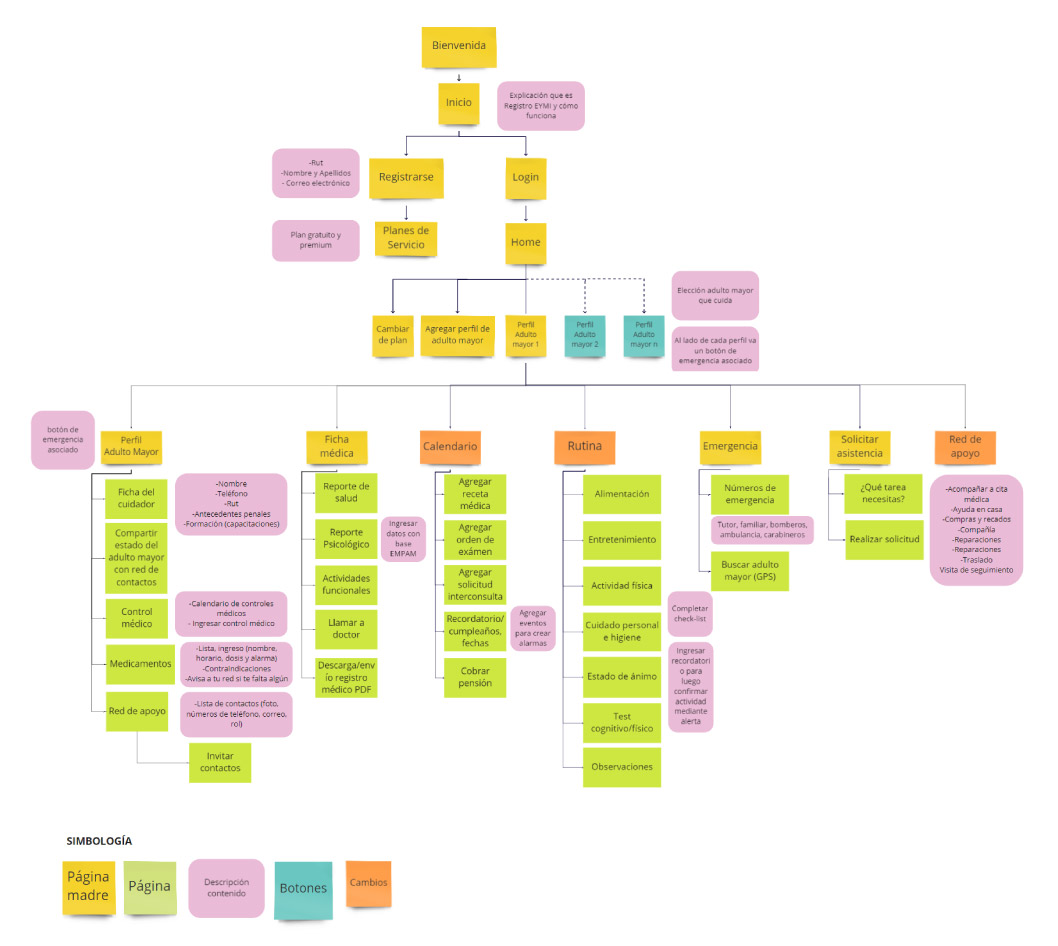 Bienvenida
Inicio
Explicación que es
Registro EYMI y cómo
funciona
-Rut
-Nombre y Apellidos
- Correo electrónico
Registrarse
Login
Plan gratuito y
premium
Planes de
Servicio
Home
Elección adulto mayor
que cuida
Cambiar
de plan
Agregar perfil de
adulto mayor
Perfil
Adulto
mayor 1
Perfil
Adulto
mayor 2
Perfil
Adulto
mayor n
Al lado de cada perfil va
un botón de
emergencia asociado
botón de
emergencia
asociado
Perfil
Adulto Mayor
Ficha
médica
Calendario
Rutina
Emergencia
Solicitar
asistencia
Red de
apoyo
Ficha del
cuidador
-Nombre
-Teléfono
-Rut
-Antecedentes penales
-Formación (capacitaciones)
Compartir
estado del
adulto mayor
con red de
contactos
Control
médico
-Calendario de controles
médicos
- Ingresar control médico
Medicamentos
-Lista, ingreso (nombre,
horario, dosis y alarma)
-Contraindicaciones
-Avisa a tu red si te falta algún
Red de apoyo
-Lista de contactos (foto,
números de teléfono, correo,
rol)
Invitar
contactos
Reporte de
salud
Reporte
Psicológico
Ingresar
datos con
base
EMPAM
Actividades
funcionales
Llamar a
doctor
Descarga/env
ío registro
médico PDF
Agregar
receta
médica
Agregar
orden de
exámen
Agregar
solicitud
interconsulta
Recordatorio/
cumpleaños,
fechas
Agregar
eventos
para crear
alarmas
Cobrar
pensión
Alimentación
Entretenimiento
Actividad física
Cuidado personal
e higiene
Completar
check-list
Estado de ánimo
Ingresar
recordatori
o para
luego
confirmar
actividad
mediante
alerta
Test
cognitivo/físico
Observaciones
Números de
emergencia
Tutor, familiar, bomberos,
ambulancia, carabineros
Buscar adulto
mayor (GPS)
¿Qué tarea
necesitas?
Realizar solicitud
-Acompañar a cita
médica
-Ayuda en casa
-Compras y recados
-Compañía
-Reparaciones
-Reparaciones
-Traslado
Visita de seguimiento
SIMBOLOGÍA
Página
madre
Página
Descripción
contenido
Botones
Cambios